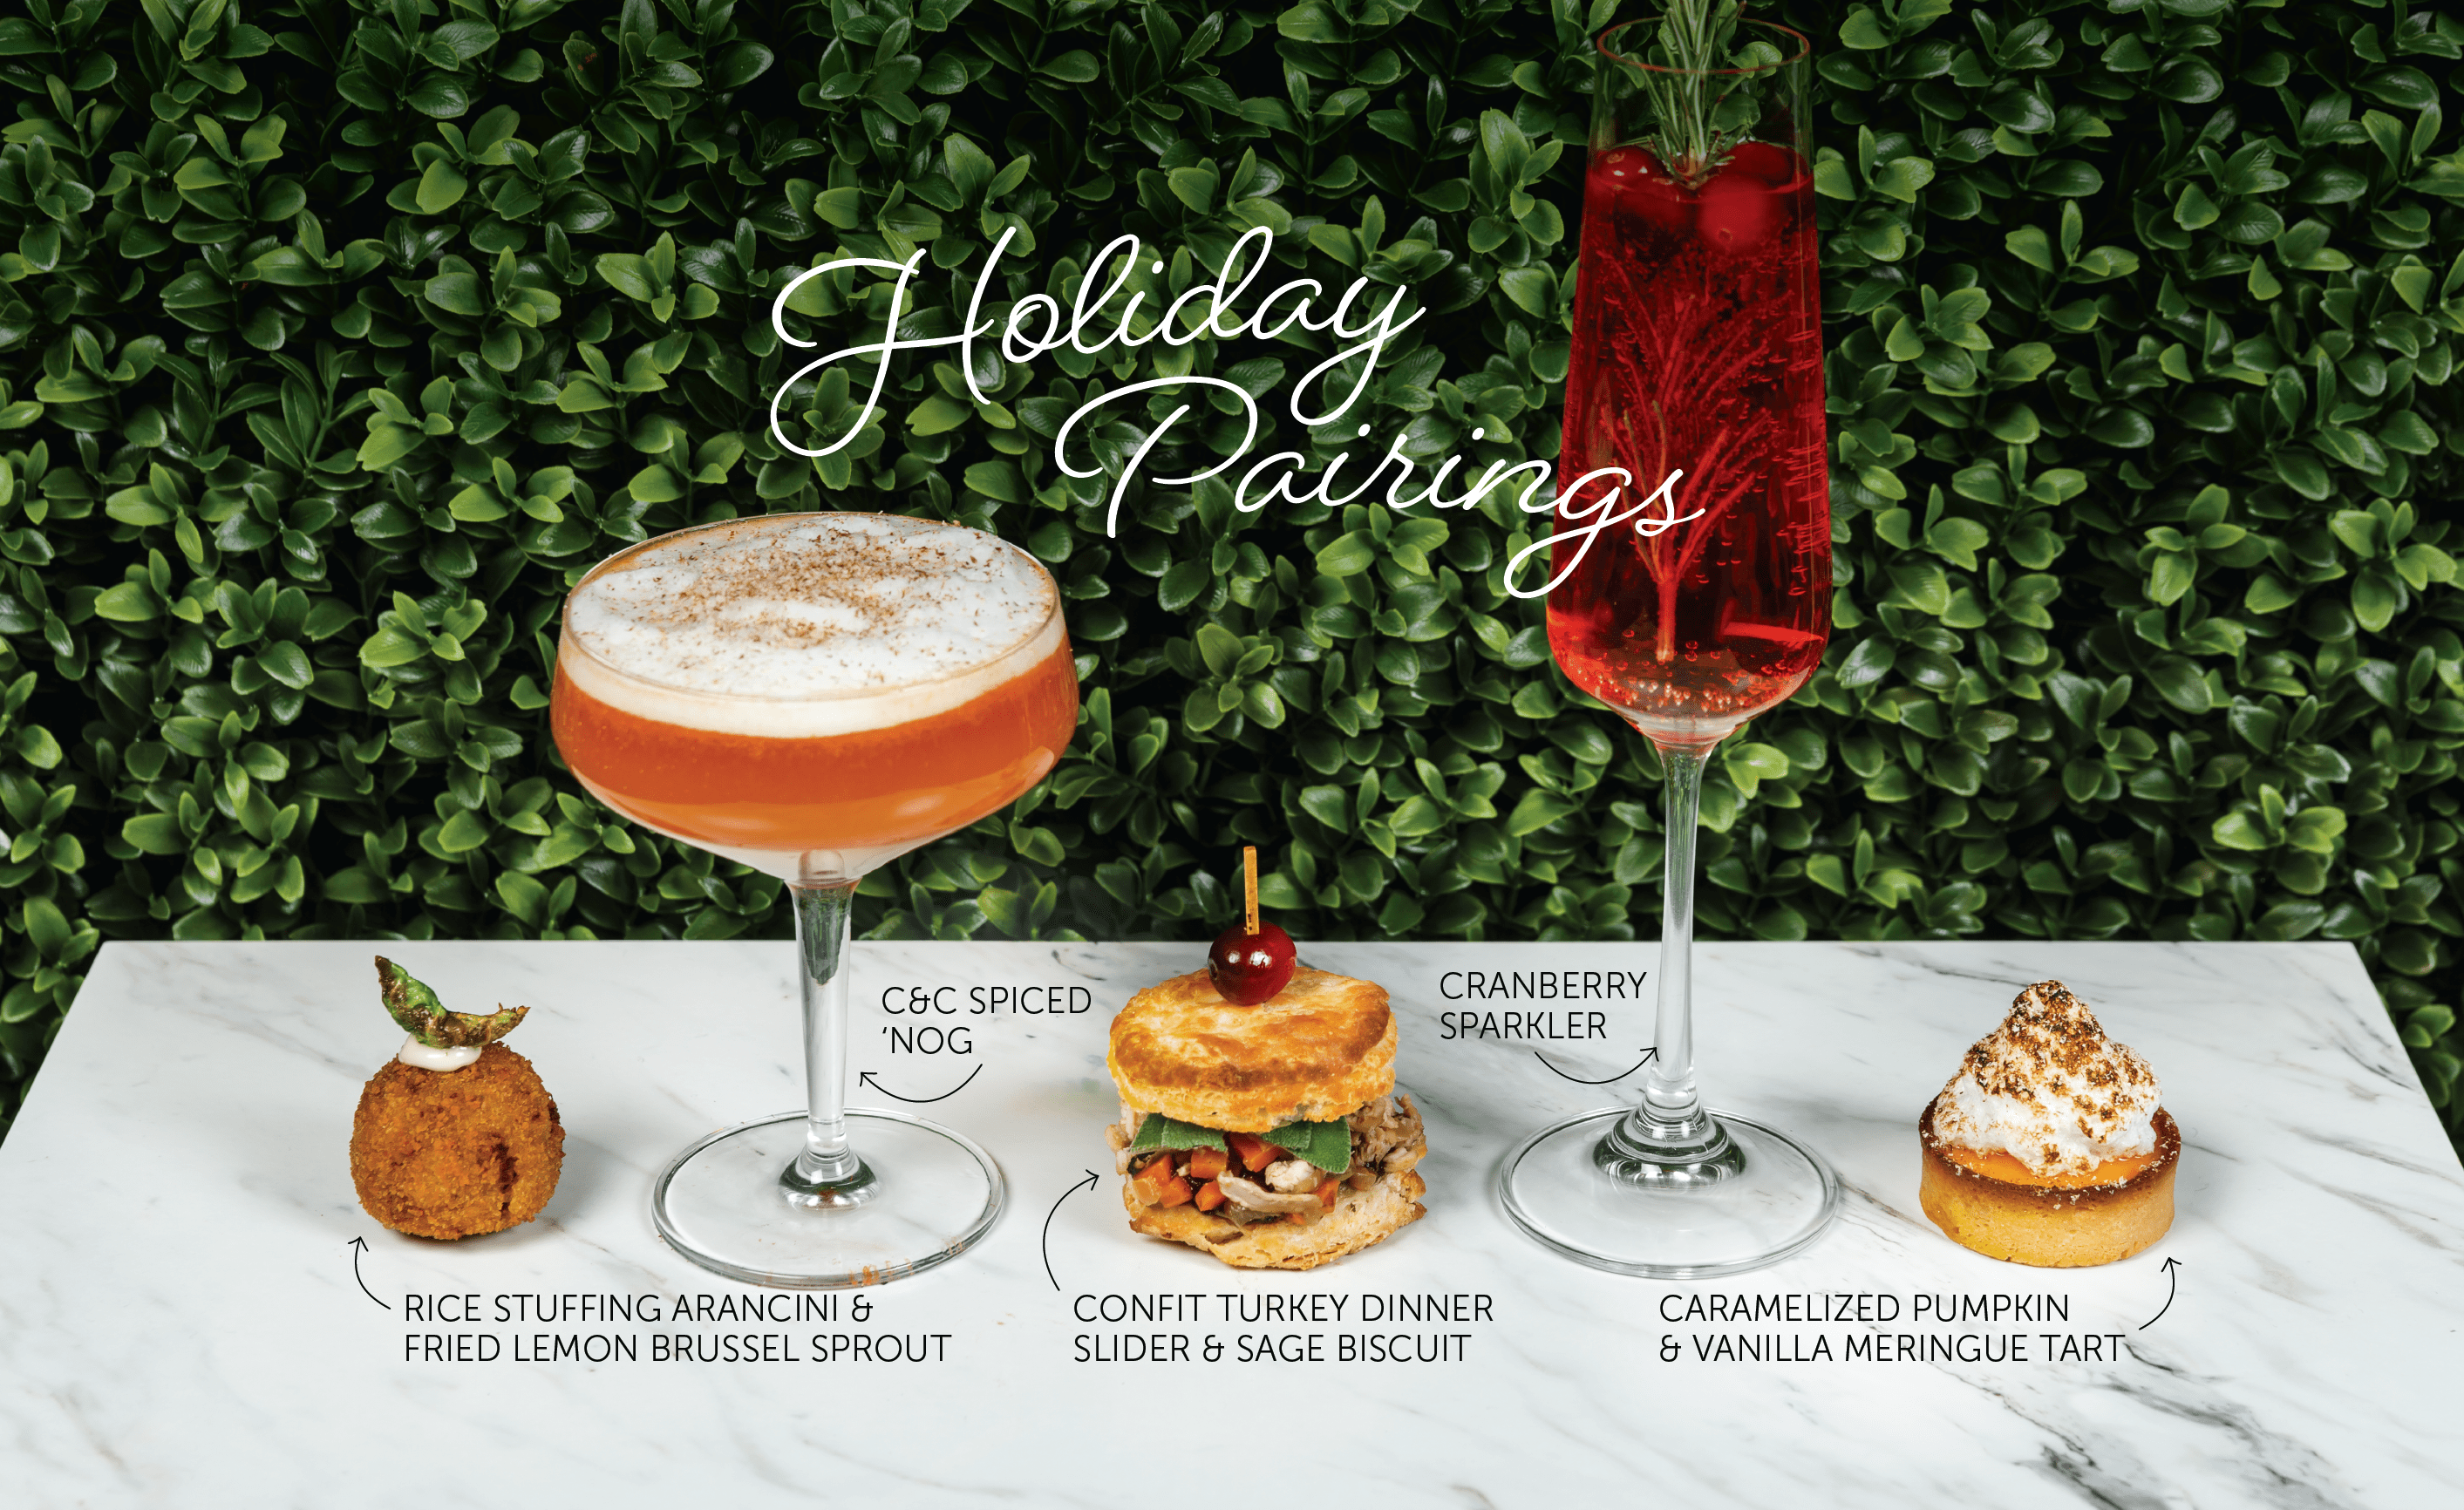 Holiday
Pairings
C&C SPICED
‘NOG
CRANBERRY
SPARKLER
RICE STUFFING ARANCINI &
FRIED LEMON BRUSSEL SPROUT
CONFIT TURKEY DINNER
SLIDER & SAGE BISCUIT
CARAMELIZED PUMPKIN
& VANILLA MERINGUE TART